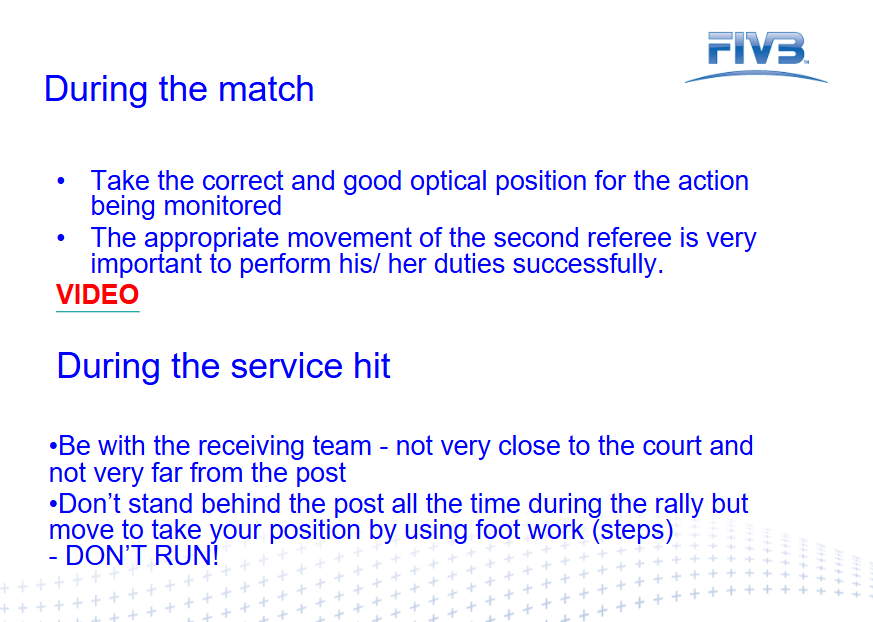 FIVB™
During the match
• Take the correct and good optical position for the action
being monitored
• The appropriate movement of the second referee is very
important to perform his/ her duties successfully.
VIDEO
During the service hit
•Be with the receiving team - not very close to the court and
not very far from the post
•Don’t stand behind the post all the time during the rally but
move to take your position by using foot work (steps)
- DON’T RUN!